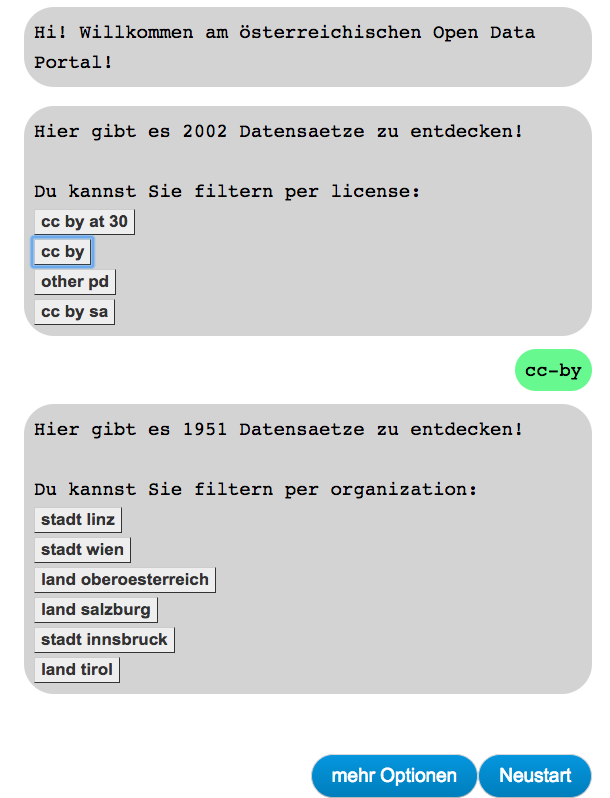 Hi! Willkommen am österreichischen Open Data
Portal!
Hier gibt es 2002 Datensaetze zu entdecken!
Du kannst Sie filtern per license:
cc by at 30
cc by
other pd
cc by sa
cc-by
Hier gibt es 1951 Datensaetze zu entdecken!
Du kannst Sie filtern per organization:
stadt linz
stadt wien
land oberoesterreich
land salzburg
stadt innsbruck
land tirol
mehr Optionen Neustart